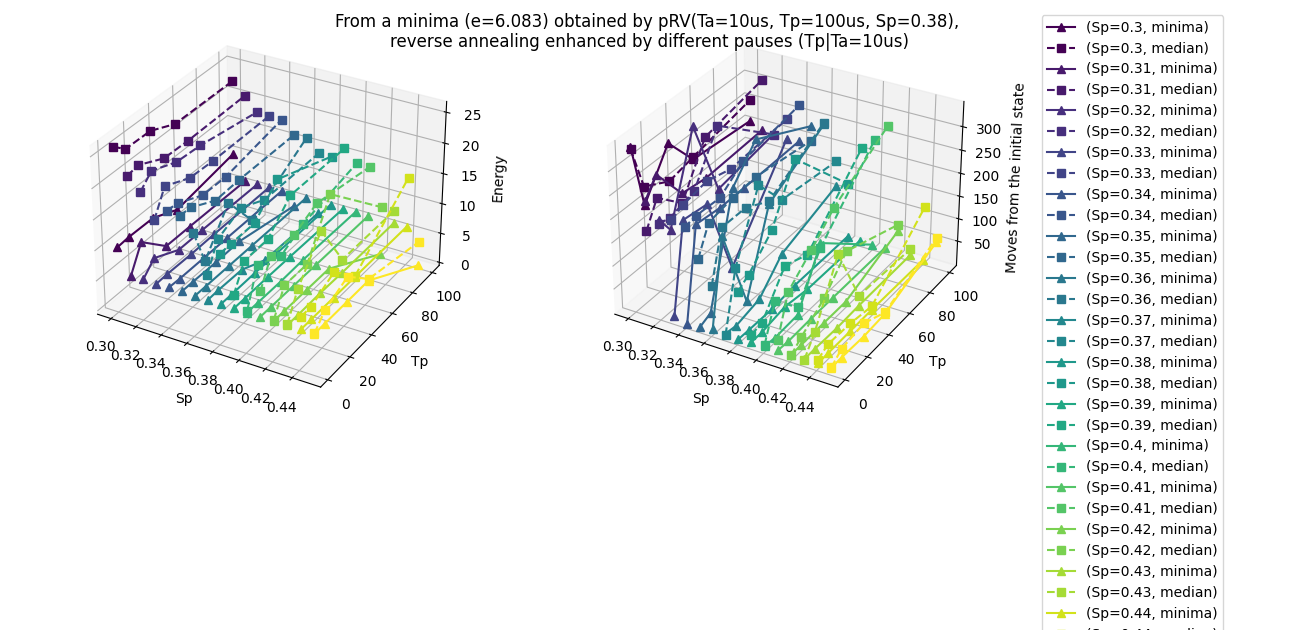 From a minima (e=6.083) obtained by pRV(Ta=10us, Tp=100us, Sp=0.38),
reverse annealing enhanced by different pauses (Tp|Ta=10us)
25
20
15
10
5
0
Energy
0.30
0.32
0.34
0.36
0.38
0.40
0.42
0.44
Sp
0
20
40
60
80
100
Tp
300
250
200
150
100
50
Moves from the initial state
0.30
0.32
0.34
0.36
0.38
0.40
0.42
0.44
Sp
0
20
40
60
80
100
Tp
(Sp=0.3, minima)
(Sp=0.3, median)
(Sp=0.31, minima)
(Sp=0.31, median)
(Sp=0.32, minima)
(Sp=0.32, median)
(Sp=0.33, minima)
(Sp=0.33, median)
(Sp=0.34, minima)
(Sp=0.34, median)
(Sp=0.35, minima)
(Sp=0.35, median)
(Sp=0.36, minima)
(Sp=0.36, median)
(Sp=0.37, minima)
(Sp=0.37, median)
(Sp=0.38, minima)
(Sp=0.38, median)
(Sp=0.39, minima)
(Sp=0.39, median)
(Sp=0.4, minima)
(Sp=0.4, median)
(Sp=0.41, minima)
(Sp=0.41, median)
(Sp=0.42, minima)
(Sp=0.42, median)
(Sp=0.43, minima)
(Sp=0.43, median)
(Sp=0.44, minima)